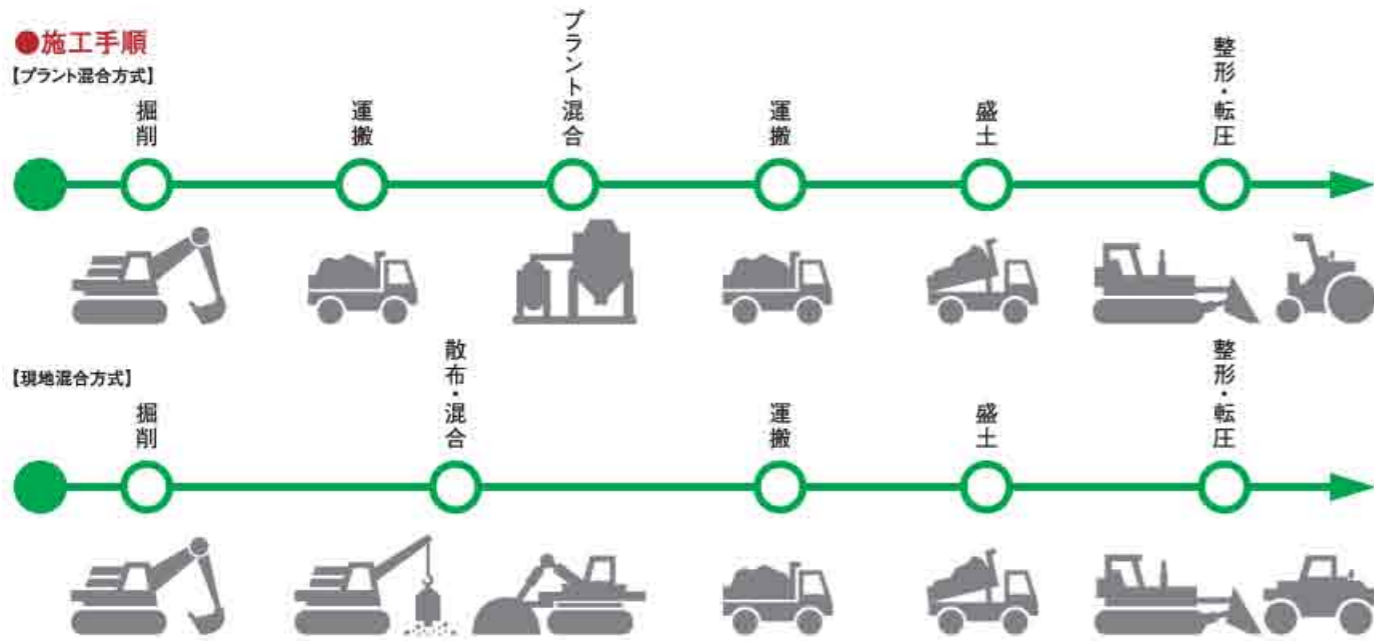 ●施工手順
【プラント混合方式】
掘削
運搬
プラント混合
運搬
盛土
整形・転圧
【現地混合方式】
掘削
散布・混合
運搬
盛土
整形・転圧